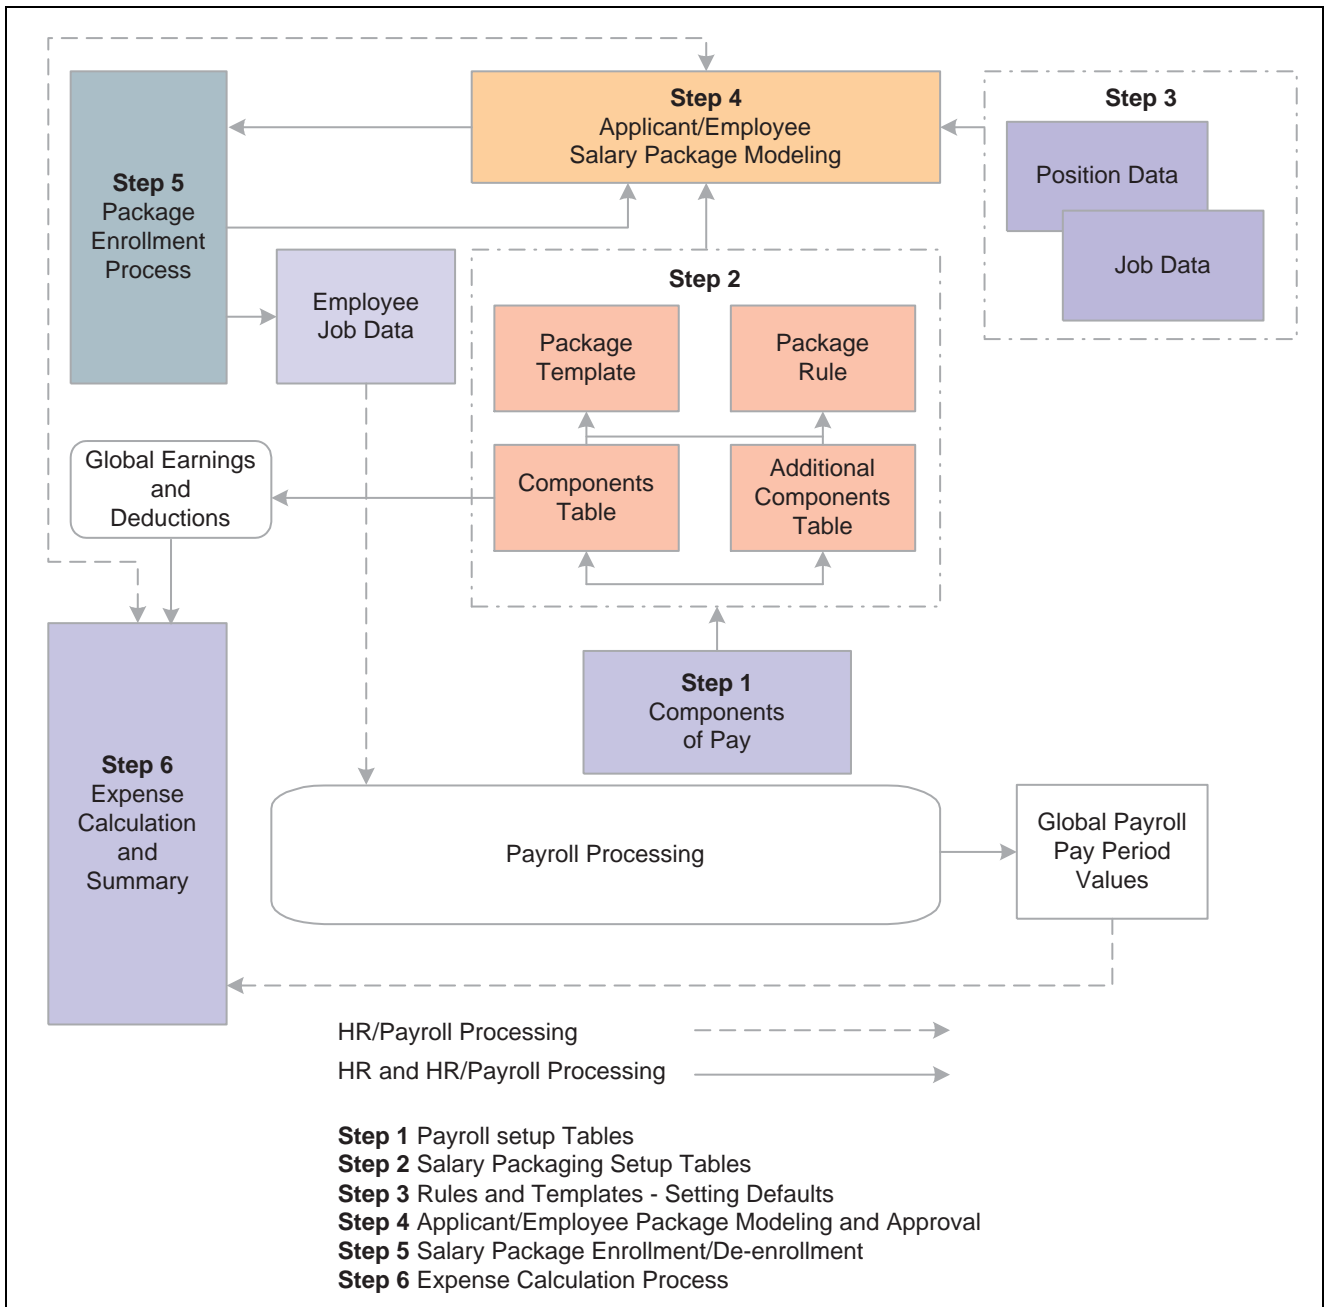 Step 4
Applicant/Employee
Salary Package Modeling
Step 3
Position Data
Job Data
Step 5
Package
Enrollment
Process
Employee
Job Data
Step 2
Package
Template
Package
Rule
Components
Table
Additional
Components
Table
Global Earnings
and
Deductions
Step 1
Components
of Pay
Step 6
Expense
Calculation
and
Summary
Payroll Processing
Global Payroll
Pay Period
Values
HR/Payroll Processing
HR and HR/Payroll Processing
Step 1 Payroll setup Tables
Step 2 Salary Packaging Setup Tables
Step 3 Rules and Templates - Setting Defaults
Step 4 Applicant/Employee Package Modeling and Approval
Step 5 Salary Package Enrollment/De-enrollment
Step 6 Expense Calculation Process